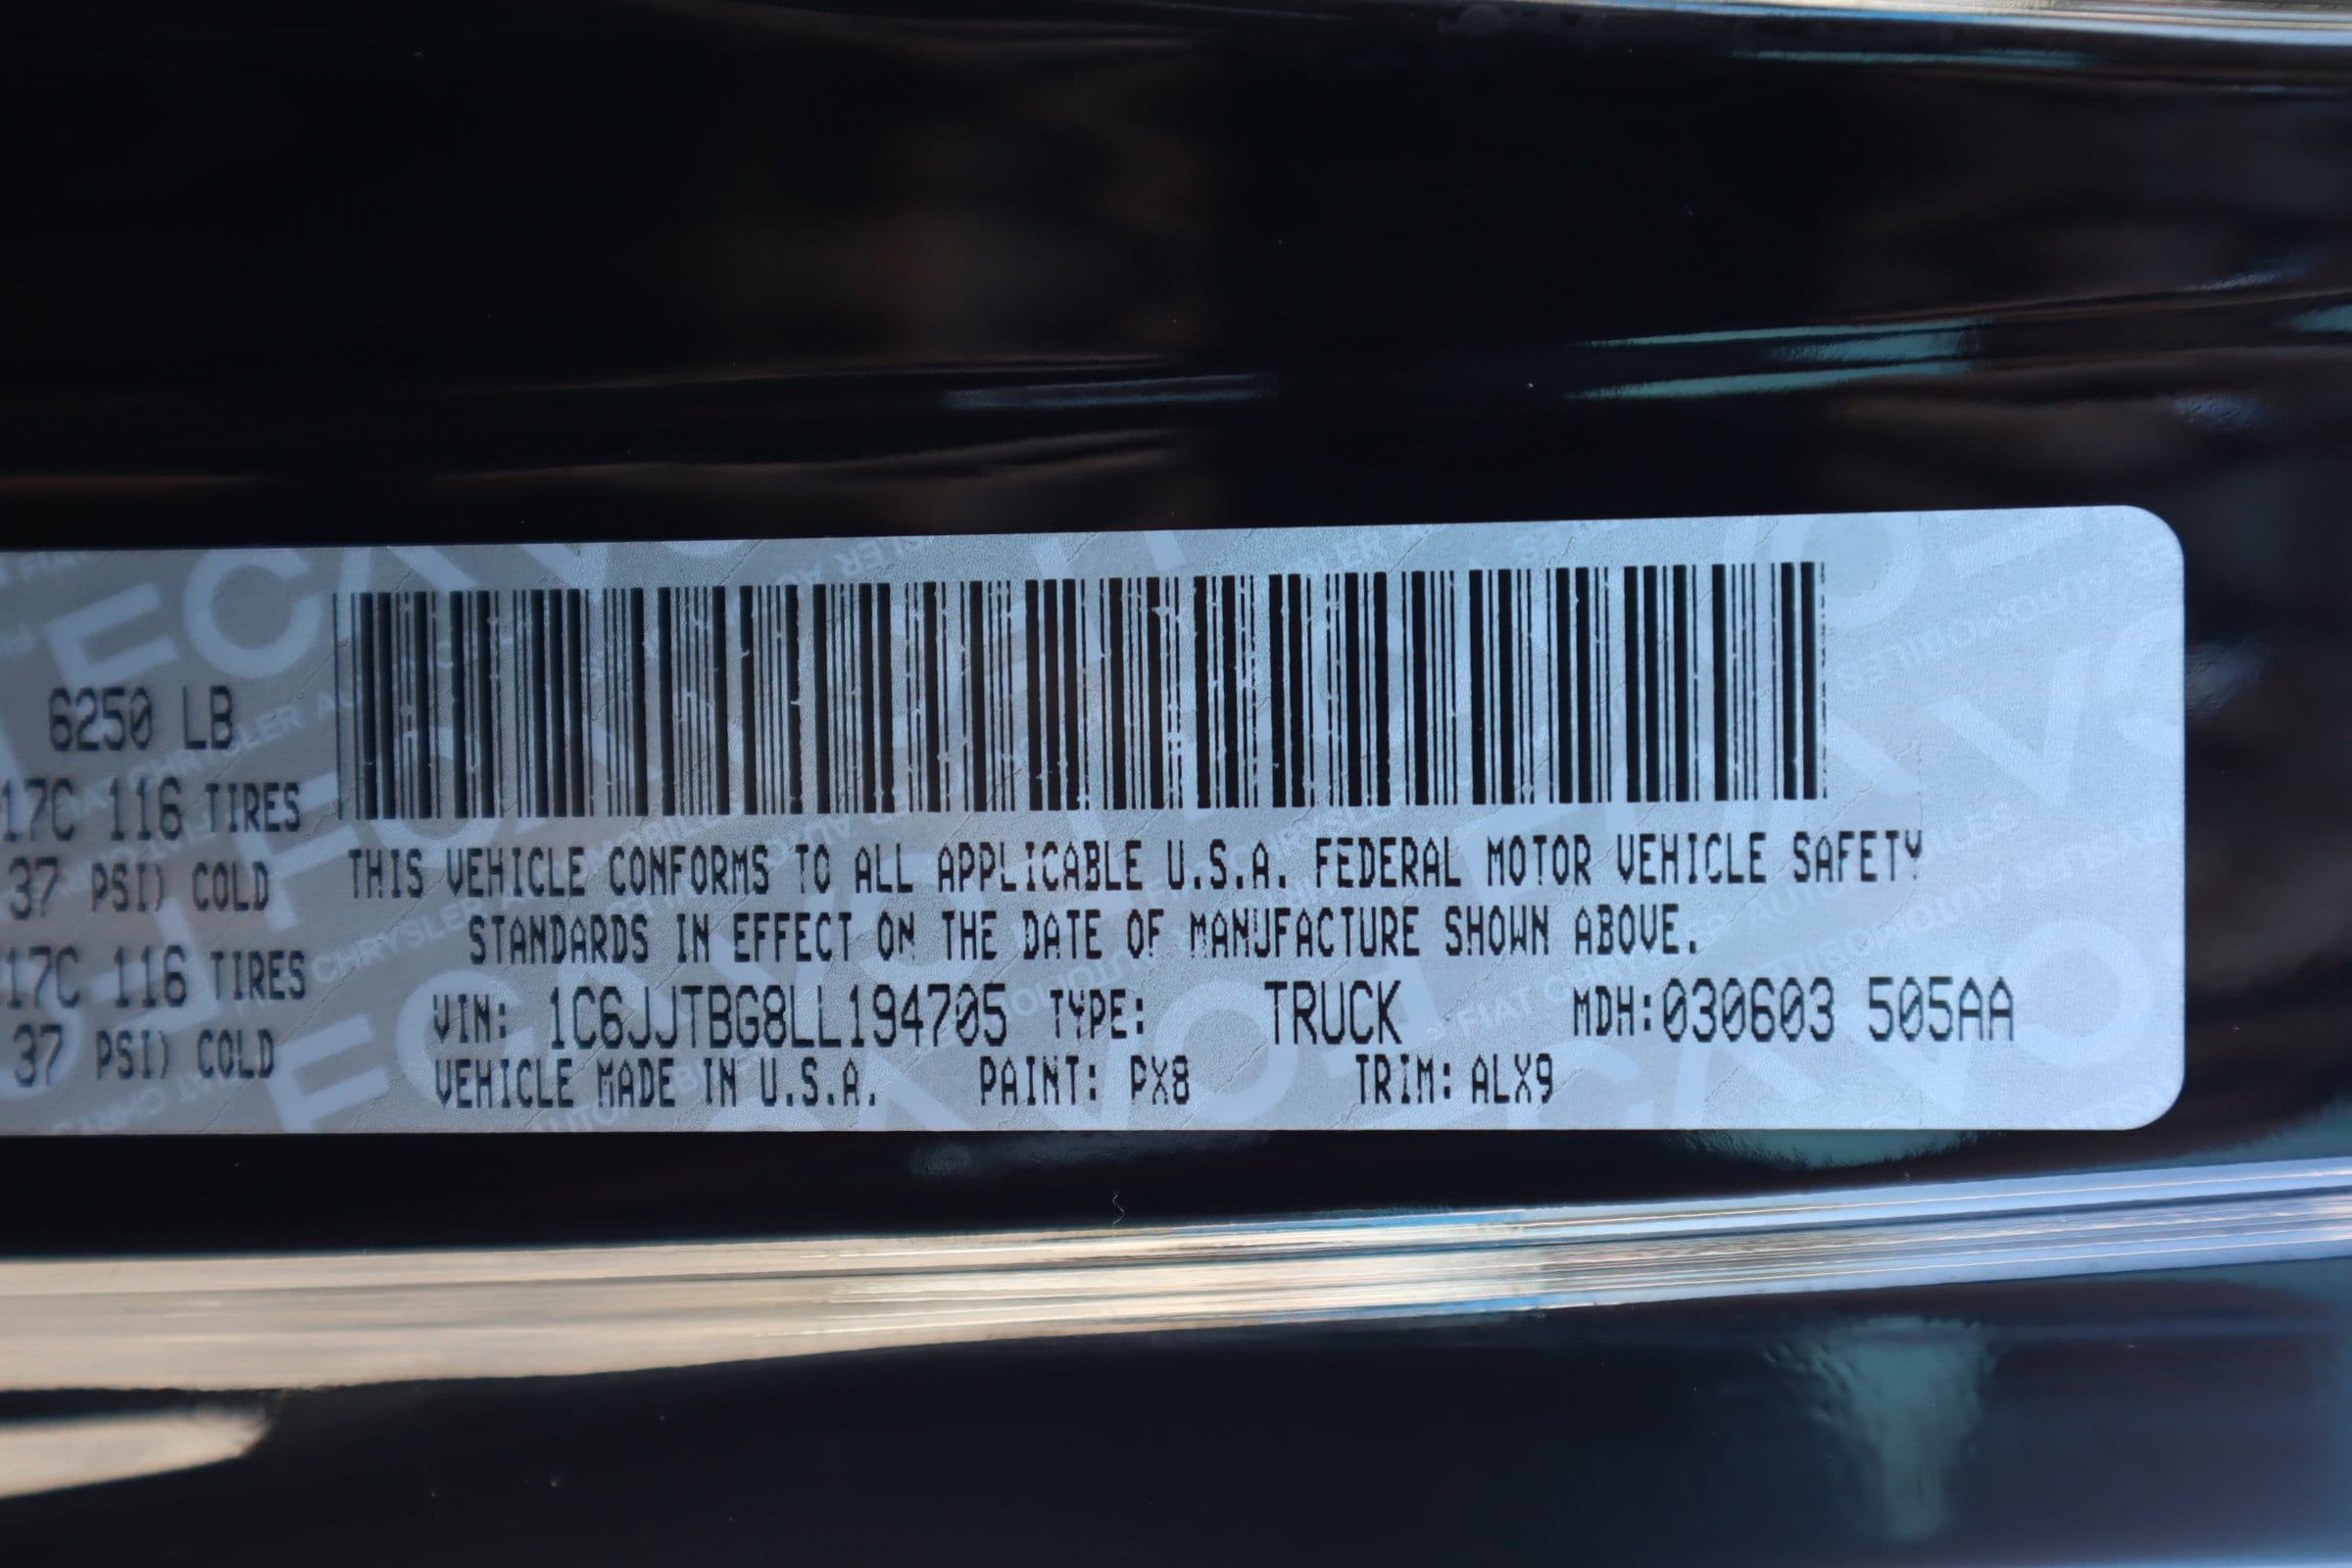 6250 LB
17C 116 TIRES
37 PSI) COLD
17C 116 TIRES
37 PSI) COLD
THIS VEHICLE CONFORMS TO ALL APPLICABLE U.S.A. FEDERAL MOTOR VEHICLE SAFETY
STANDARDS IN EFFECT ON THE DATE OF MANUFACTURE SHOWN ABOVE.
VIN: 1C6JJTBG8LL194705 TYPE: TRUCK MDH:030603 505AA
VEHICLE MADE IN U.S.A. PAINT: PX8 TRIM: ALX9